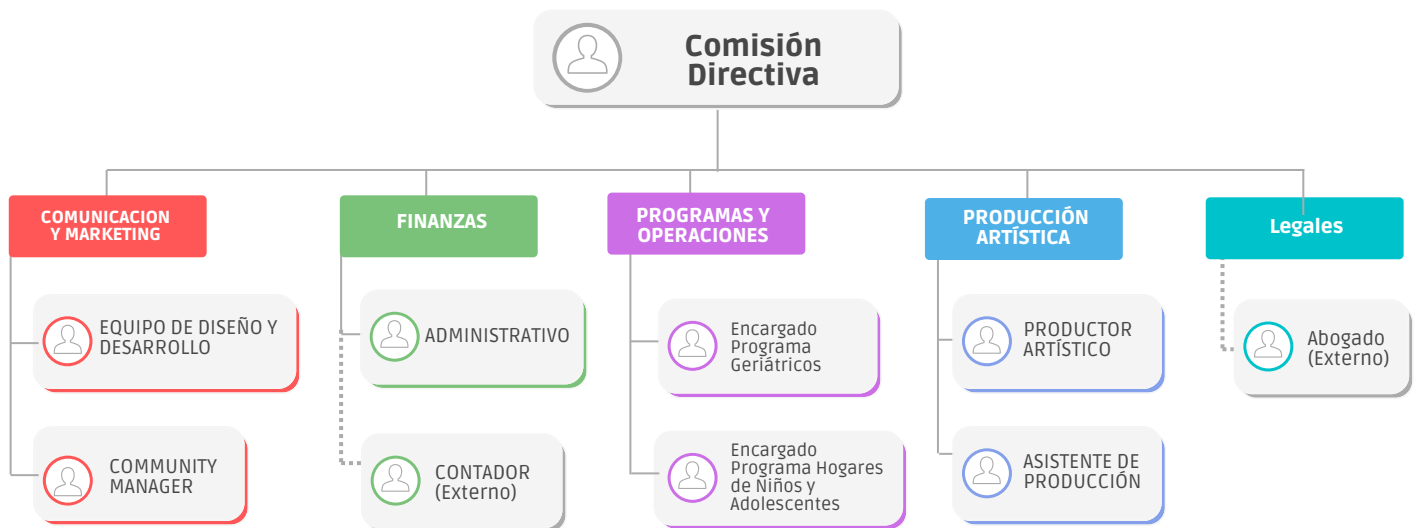 Comisión
Directiva
COMUNICACION
Y MARKETING
FINANZAS
PROGRAMAS Y
OPERACIONES
PRODUCCIÓN
ARTÍSTICA
Legales
EQUIPO DE DISEÑO Y
DESARROLLO
ADMINISTRATIVO
Encargado
Programa
Geriátricos
PRODUCTOR
ARTÍSTICO
Abogado
(Externo)
COMMUNITY
MANAGER
CONTADOR
(Externo)
Encargado
Programa Hogares
de Niños y
Adolescentes
ASISTENTE DE
PRODUCCIÓN